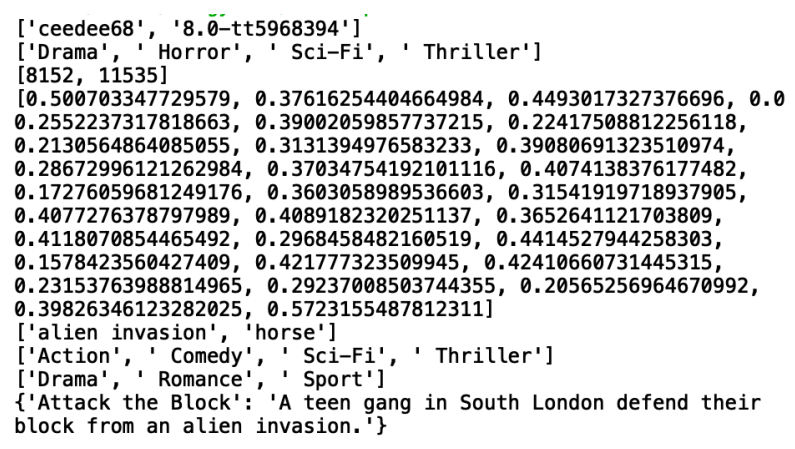 ['ceedee68', '8.0-tt5968394']
['Drama', ' Horror', ' Sci-Fi', ' Thriller']
[8152, 11535]
[0.500703347729579, 0.37616254404664984, 0.4493017327376696, 0.0
0.2552237317818663, 0.39002059857737215, 0.22417508812256118,
0.2130564864085055, 0.3131394976583233, 0.39080691323510974,
0.28672996121262984, 0.37034754192101116, 0.4074138376177482,
0.17276059681249176, 0.3603058989536603, 0.31541919718937905,
0.4077276378797989, 0.4089182320251137, 0.3652641121703809,
0.4118070854465492, 0.2968458482160519, 0.4414527944258303,
0.1578423560427409, 0.421777323509945, 0.42410660731445315,
0.23153763988814965, 0.29237008503744355, 0.20565256964670992,
0.39826346123282025, 0.5723155487812311]
['alien invasion', 'horse']
['Action', ' Comedy', ' Sci-Fi', ' Thriller']
['Drama', ' Romance', ' Sport']
{'Attack the Block': 'A teen gang in South London defend their
block from an alien invasion.'}